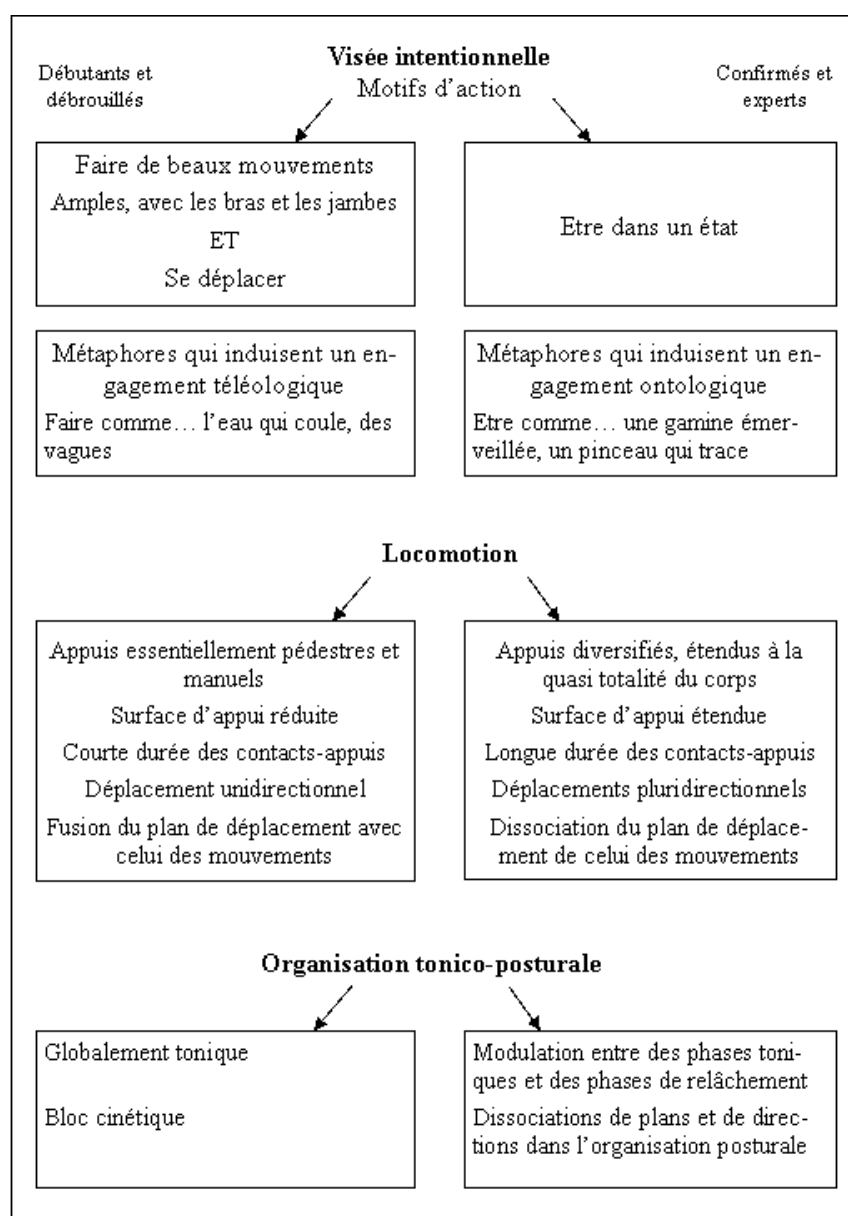 Visée intentionnelle
Débutants et
débrouillés
Motifs d'action
Confirmés et
experts
Faire de beaux mouvements
Amples, avec les bras et les jambes
ET
Se déplacer
Etre dans un état
Métaphores qui induisent un en-
gagement téléologique
Faire comme… l'eau qui coule, des
vagues
Métaphores qui induisent un en-
gagement ontologique
Etre comme… une gamine émer-
veillée, un pinceau qui trace
Locomotion
Appuis essentiellement pédestres et
manuels
Surface d'appui réduite
Courte durée des contacts-appuis
Déplacement unidirectionnel
Fusion du plan de déplacement avec
celui des mouvements
Appuis diversifiés, étendus à la
quasi totalité du corps
Surface d'appui étendue
Longue durée des contacts-appuis
Déplacements pluridirectionnels
Dissociation du plan de déplace-
ment de celui des mouvements
Organisation tonico-posturale
Globalement tonique
Bloc cinétique
Modulation entre des phases toni-
ques et des phases de relâchement
Dissociations de plans et de direc-
tions dans l'organisation posturale